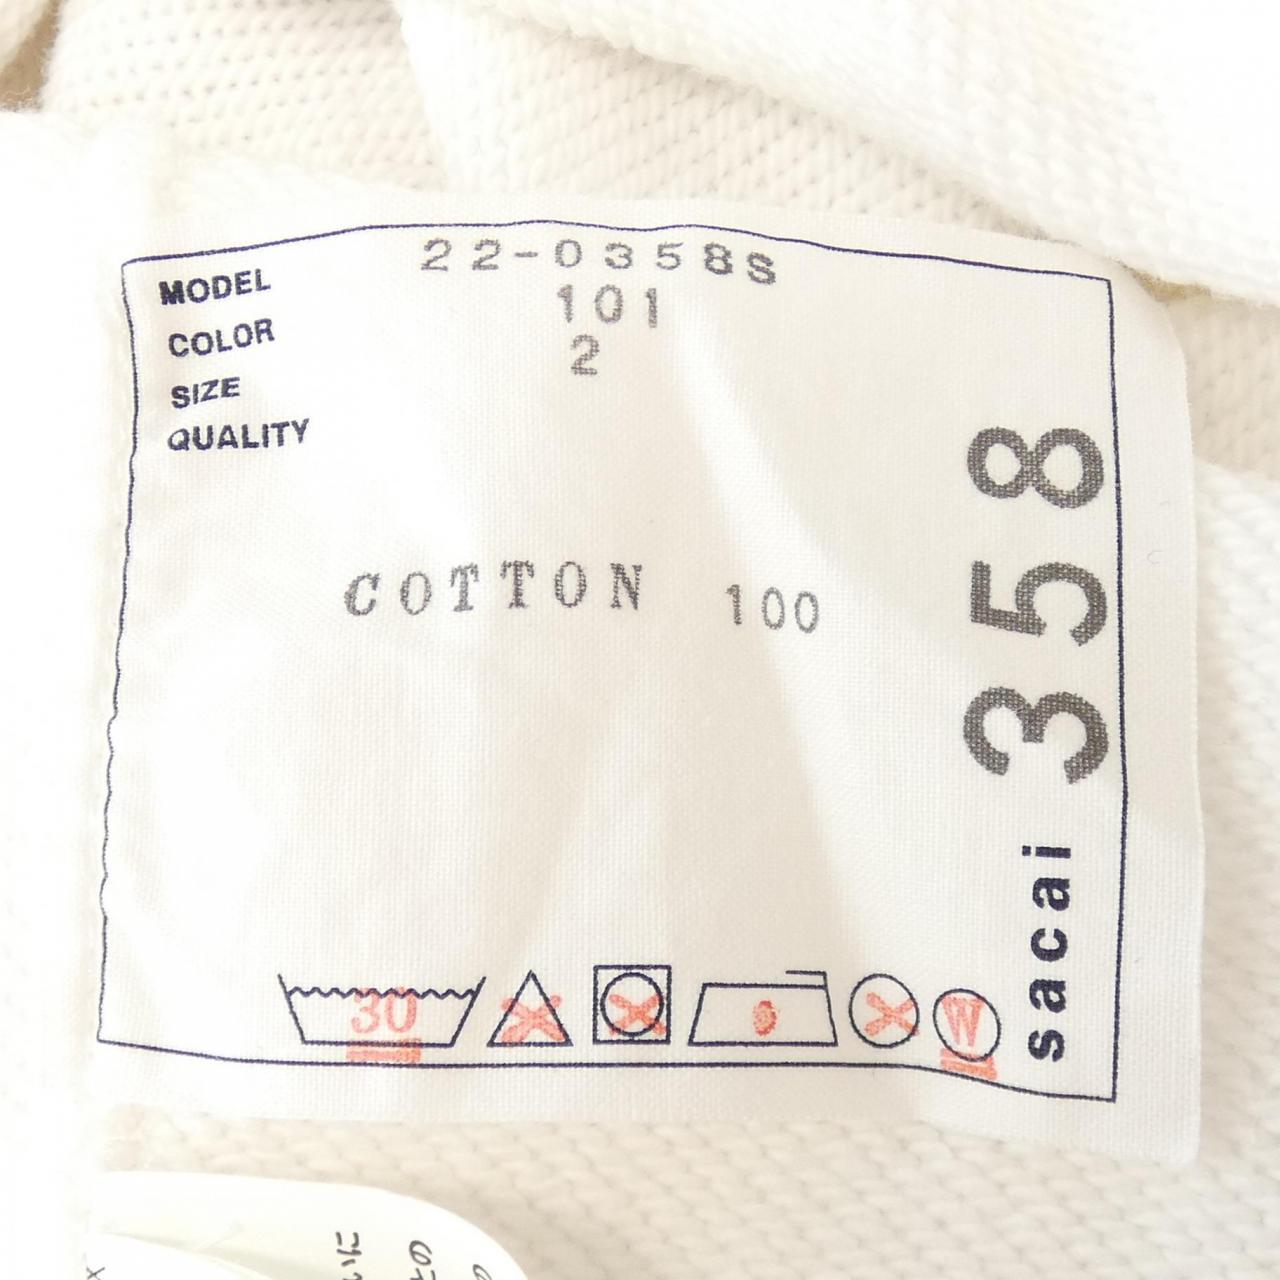 MODEL 22-0358S
COLOR 101
SIZE 2
QUALITY
COTTON 100
sacai 358
30
W